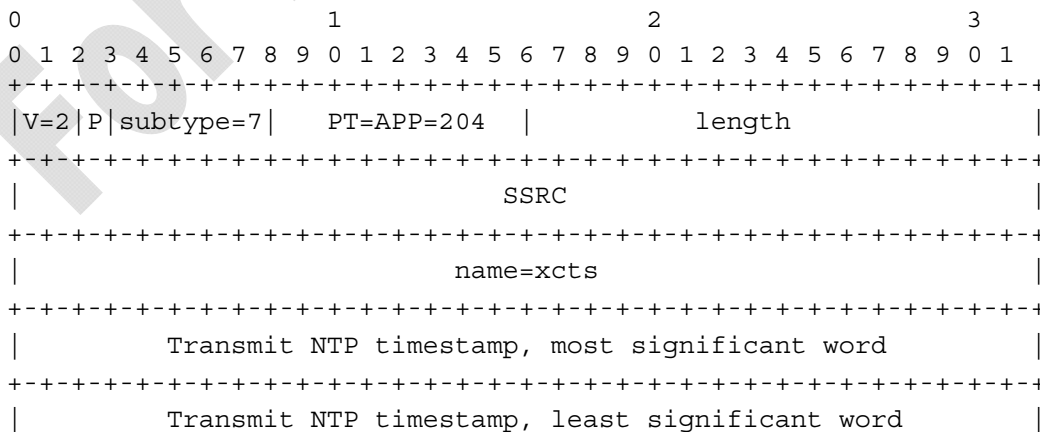 0                   1                   2                   3
0 1 2 3 4 5 6 7 8 9 0 1 2 3 4 5 6 7 8 9 0 1 2 3 4 5 6 7 8 9 0 1
+-+-+-+-+-+-+-+-+-+-+-+-+-+-+-+-+-+-+-+-+-+-+-+-+-+-+-+-+-+-+-+-+
|V=2|P|subtype=7|   PT=APP=204  |          length               |
+-+-+-+-+-+-+-+-+-+-+-+-+-+-+-+-+-+-+-+-+-+-+-+-+-+-+-+-+-+-+-+-+
|                              SSRC                             |
+-+-+-+-+-+-+-+-+-+-+-+-+-+-+-+-+-+-+-+-+-+-+-+-+-+-+-+-+-+-+-+-+
|                           name=xcts                           |
+-+-+-+-+-+-+-+-+-+-+-+-+-+-+-+-+-+-+-+-+-+-+-+-+-+-+-+-+-+-+-+-+
|         Transmit NTP timestamp, most significant word         |
+-+-+-+-+-+-+-+-+-+-+-+-+-+-+-+-+-+-+-+-+-+-+-+-+-+-+-+-+-+-+-+-+
|         Transmit NTP timestamp, least significant word        |